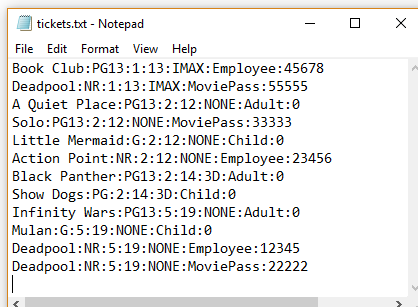 tickets.txt - Notepad
File Edit Format View Help
Book Club:PG13:1:13:IMAX:Employee:45678
Deadpool:NR:1:13:IMAX:MoviePass:55555
A Quiet Place:PG13:2:12:NONE:Adult:0
Solo:PG13:2:12:NONE:MoviePass:33333
Little Mermaid:G:2:12:NONE:Child:0
Action Point:NR:2:12:NONE:Employee:23456
Black Panther:PG13:2:14:3D:Adult:0
Show Dogs:PG:2:14:3D:Child:0
Infinity Wars:PG13:5:19:NONE:Adult:0
Mulan:G:5:19:NONE:Child:0
Deadpool:NR:5:19:NONE:Employee:12345
Deadpool:NR:5:19:NONE:MoviePass:22222